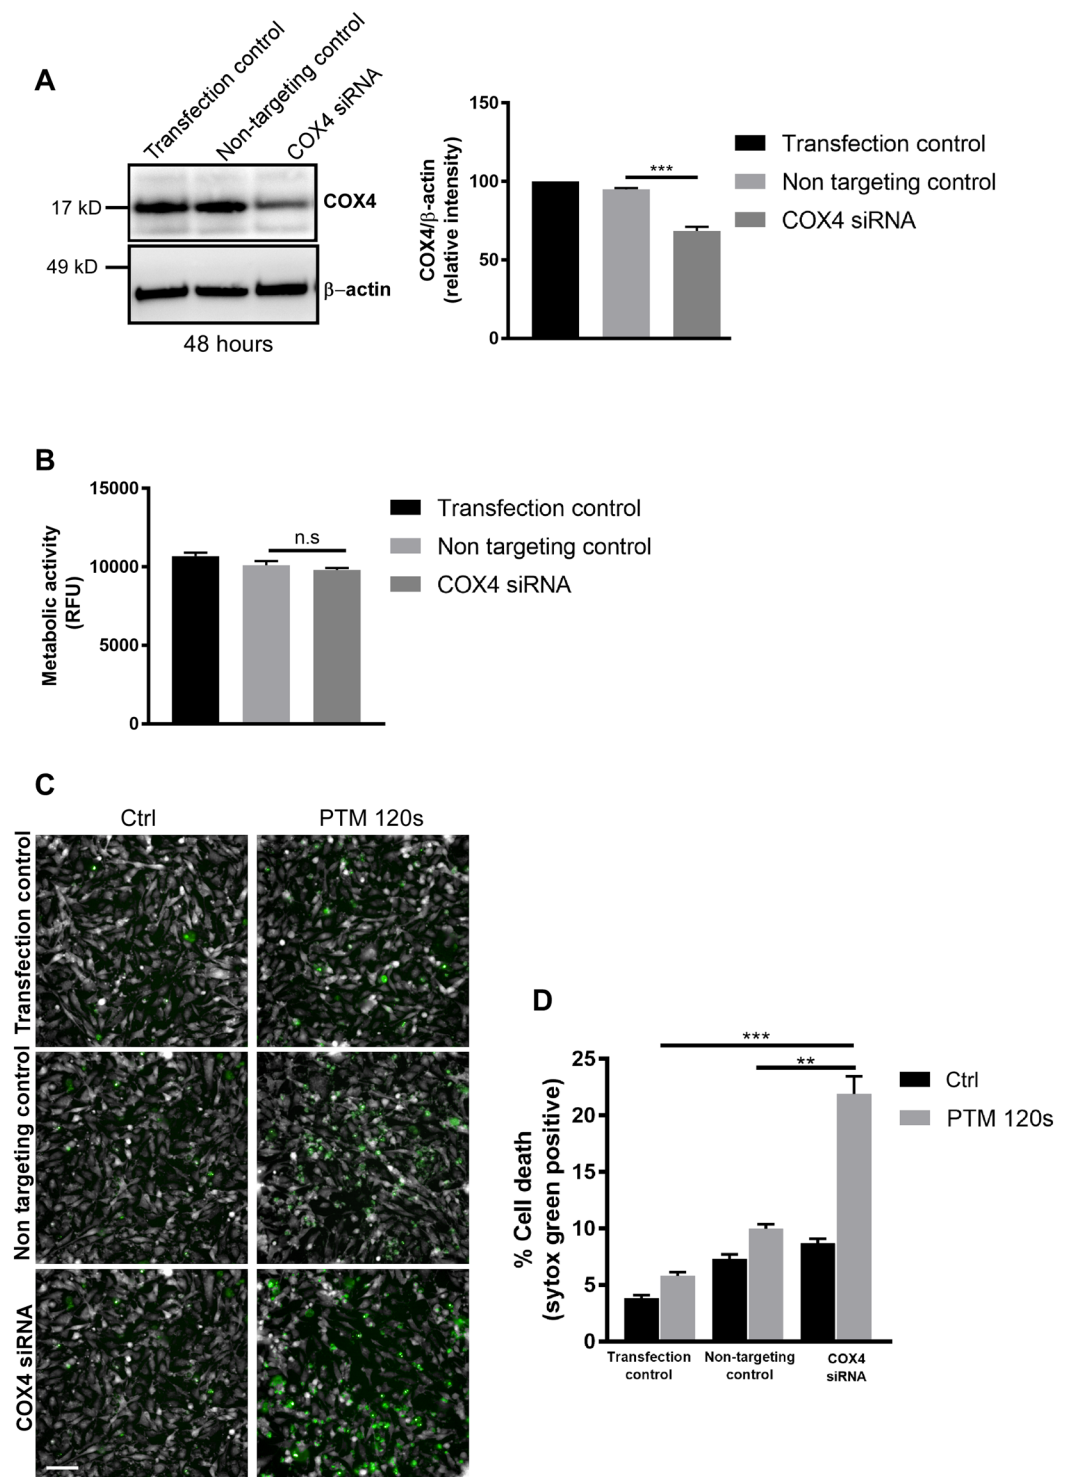 A
Transfection control
Non-targeting control
COX4 siRNA
17 kD
COX4
49 kD
β−actin
48 hours
COX4/β-actin
(relative intensity)
150
100
50
0
***
Transfection control
Non targeting control
COX4 siRNA
B
Metabolic activity
(RFU)
15000
10000
5000
0
n.s
Transfection control
Non targeting control
COX4 siRNA
C
Ctrl
PTM 120s
Transfection control
Non targeting control
COX4 siRNA
D
% Cell death
(sytox green positive)
25
20
15
10
5
0
***
**
Ctrl
PTM 120s
Transfection
control
Non-targeting
control
COX4
siRNA